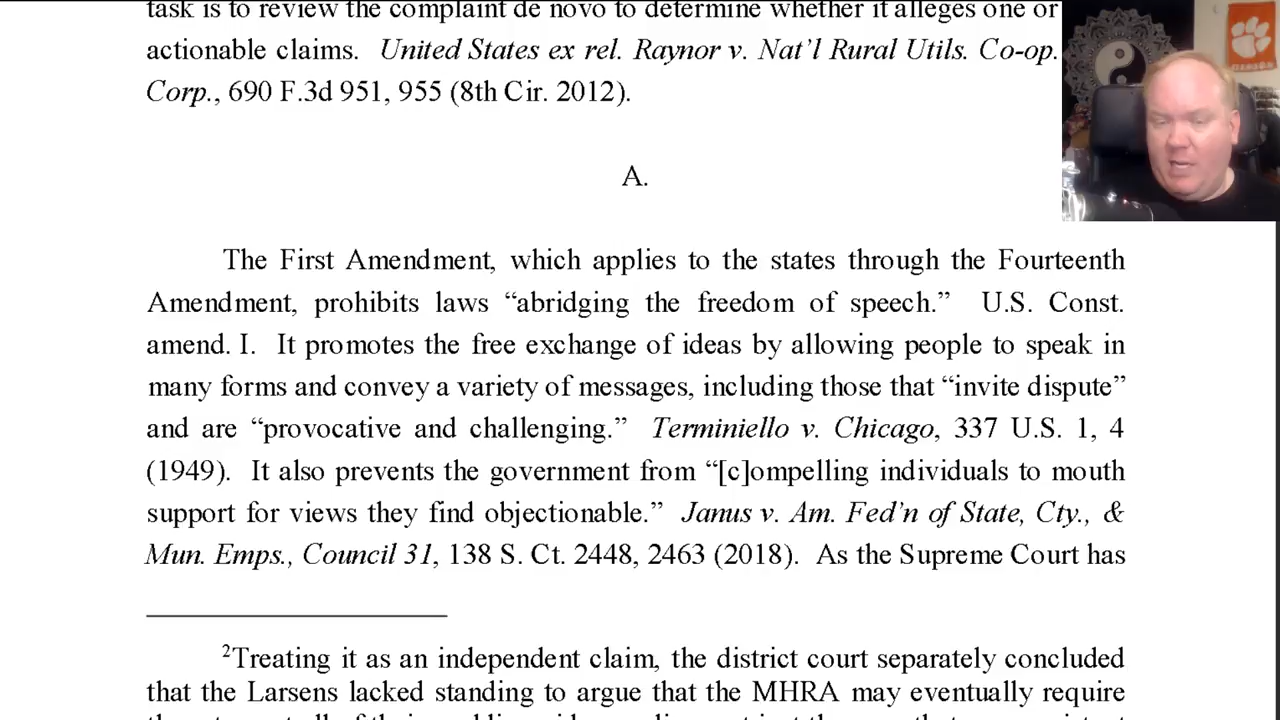 task is to review the complaint de novo to determine whether it alleges one or
actionable claims. United States ex rel. Raynor v. Nat’l Rural Utils. Co-op.
Corp., 690 F.3d 951, 955 (8th Cir. 2012).
A.
The First Amendment, which applies to the states through the Fourteenth
Amendment, prohibits laws “abridging the freedom of speech.” U.S. Const.
amend. I. It promotes the free exchange of ideas by allowing people to speak in
many forms and convey a variety of messages, including those that “invite dispute”
and are “provocative and challenging.” Terminiello v. Chicago, 337 U.S. 1, 4
(1949). It also prevents the government from “[c]ompelling individuals to mouth
support for views they find objectionable.” Janus v. Am. Fed’n of State, Cty., &
Mun. Emps., Council 31, 138 S. Ct. 2448, 2463 (2018). As the Supreme Court has
2Treating it as an independent claim, the district court separately concluded
that the Larsens lacked standing to argue that the MHRA may eventually require